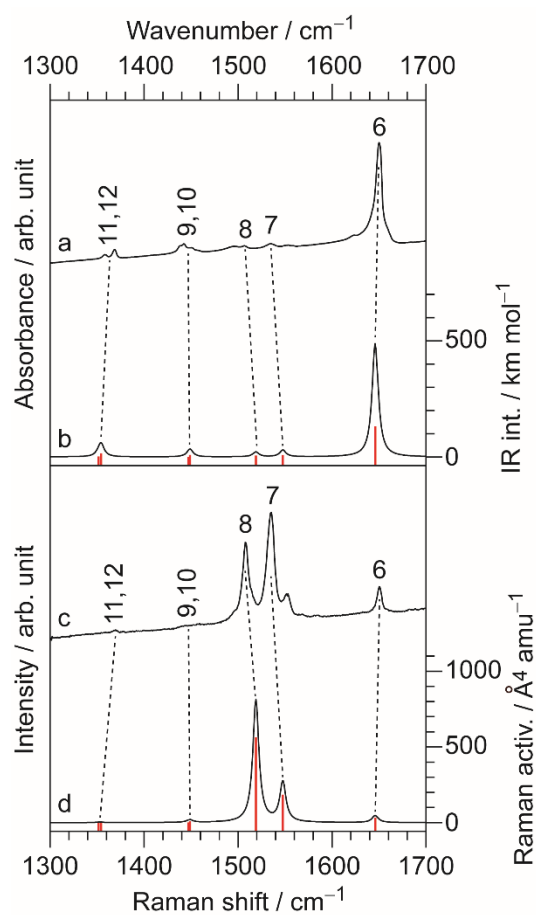 Wavenumber / cm⁻¹
1300 1400 1500 1600 1700
Absorbance / arb. unit
a
11,12
9,10
8
7
6
IR int. / km mol⁻¹
500
0
b
Intensity / arb. unit
c
11,12
9,10
8
7
6
Raman activ. / Å⁴ amu⁻¹
1000
500
0
d
1300 1400 1500 1600 1700
Raman shift / cm⁻¹